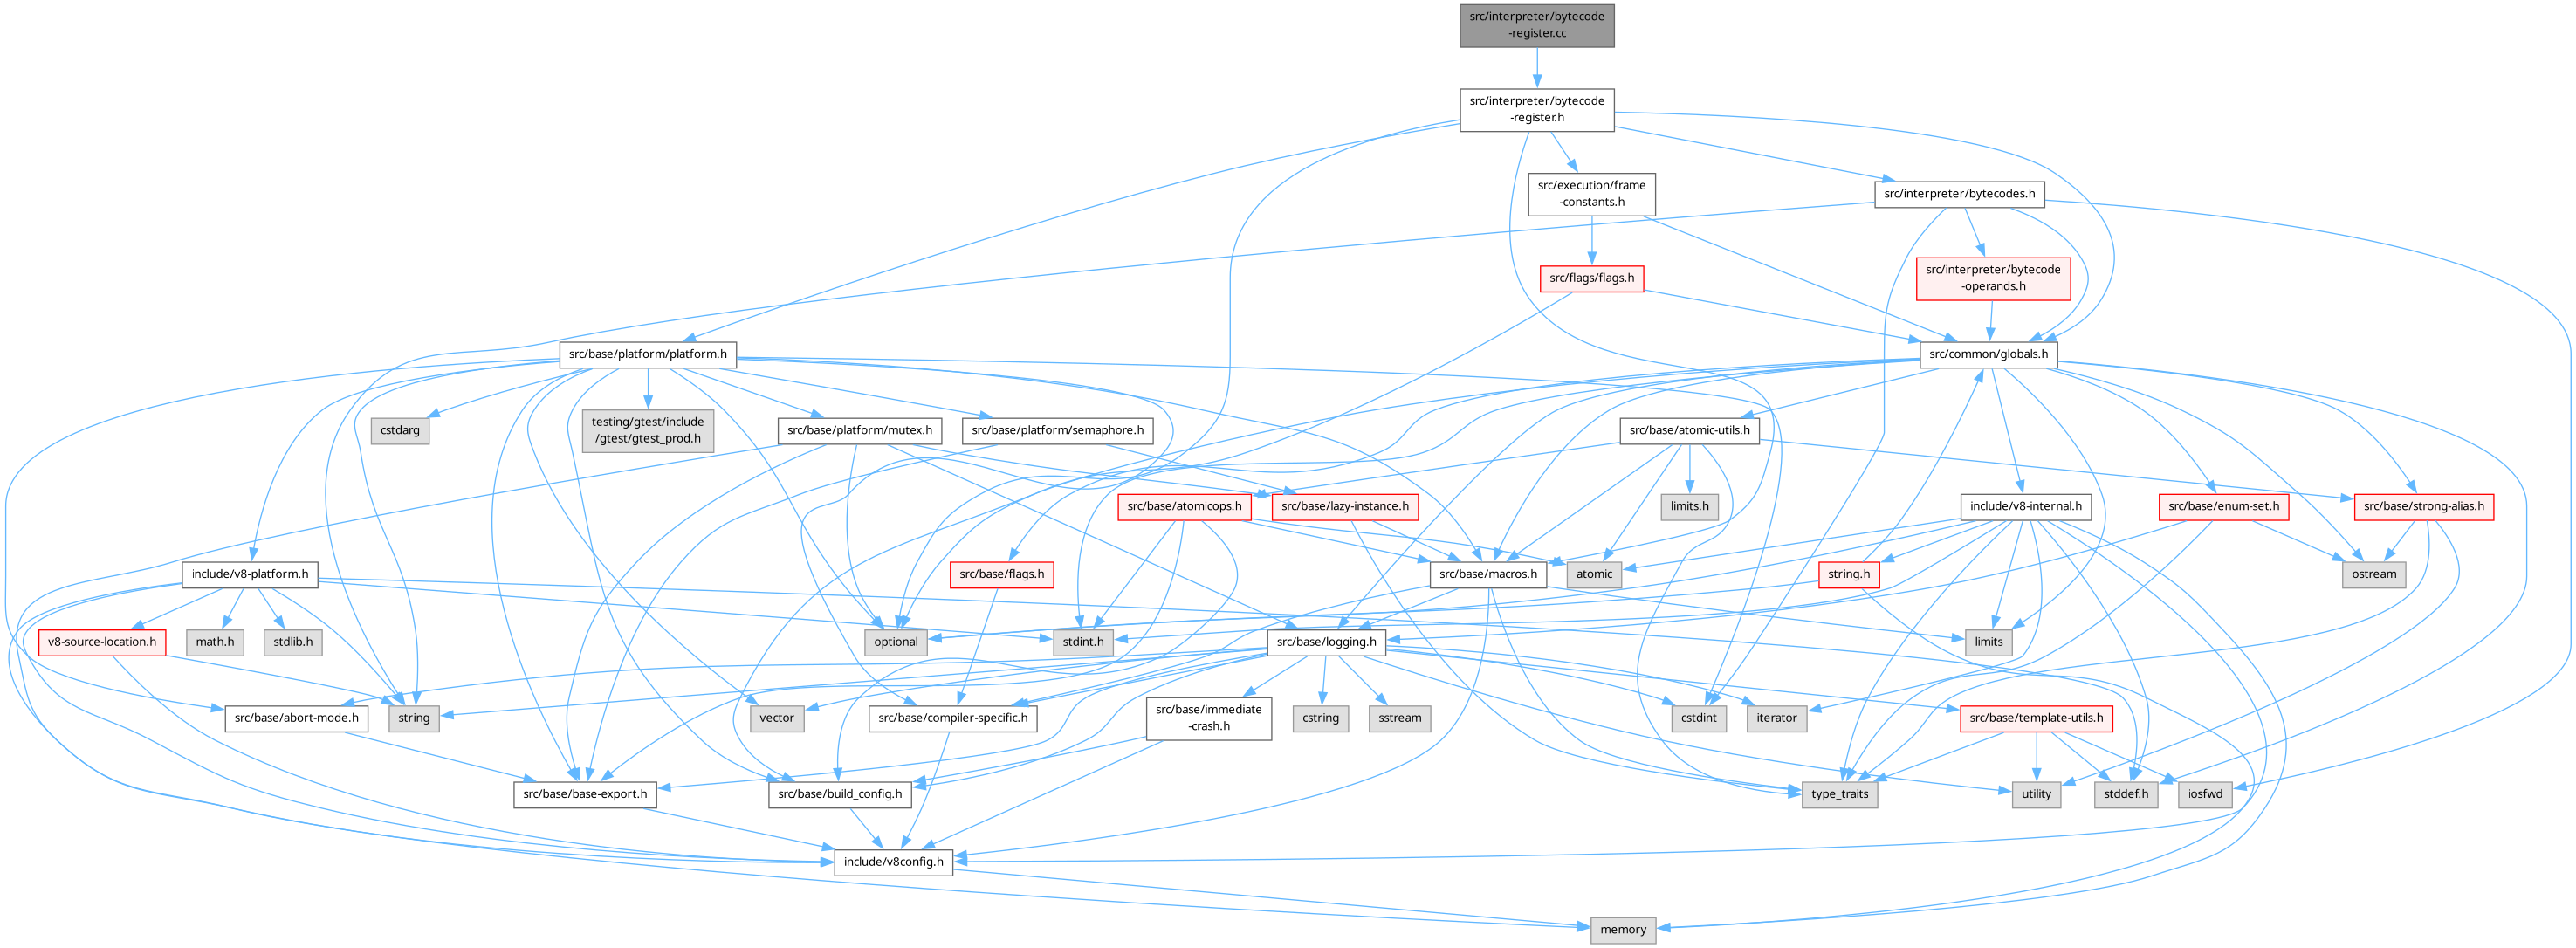 src/interpreter/bytecode
-register.cc
src/interpreter/bytecode
-register.h
src/execution/frame
-constants.h
src/interpreter/bytecodes.h
src/flags/flags.h
src/interpreter/bytecode
-operands.h
src/base/platform/platform.h
src/common/globals.h
cstdarg
testing/gtest/include
/gtest/gtest_prod.h
src/base/platform/mutex.h
src/base/platform/semaphore.h
src/base/atomic-utils.h
src/base/atomicops.h
src/base/lazy-instance.h
limits.h
include/v8-internal.h
src/base/enum-set.h
src/base/strong-alias.h
include/v8-platform.h
src/base/flags.h
src/base/macros.h
atomic
string.h
ostream
v8-source-location.h
math.h
stdlib.h
optional
stdint.h
src/base/logging.h
limits
src/base/abort-mode.h
string
vector
src/base/compiler-specific.h
src/base/immediate
-crash.h
cstring
sstream
cstdint
iterator
src/base/template-utils.h
src/base/base-export.h
src/base/build_config.h
type_traits
utility
stddef.h
iosfwd
include/v8config.h
memory